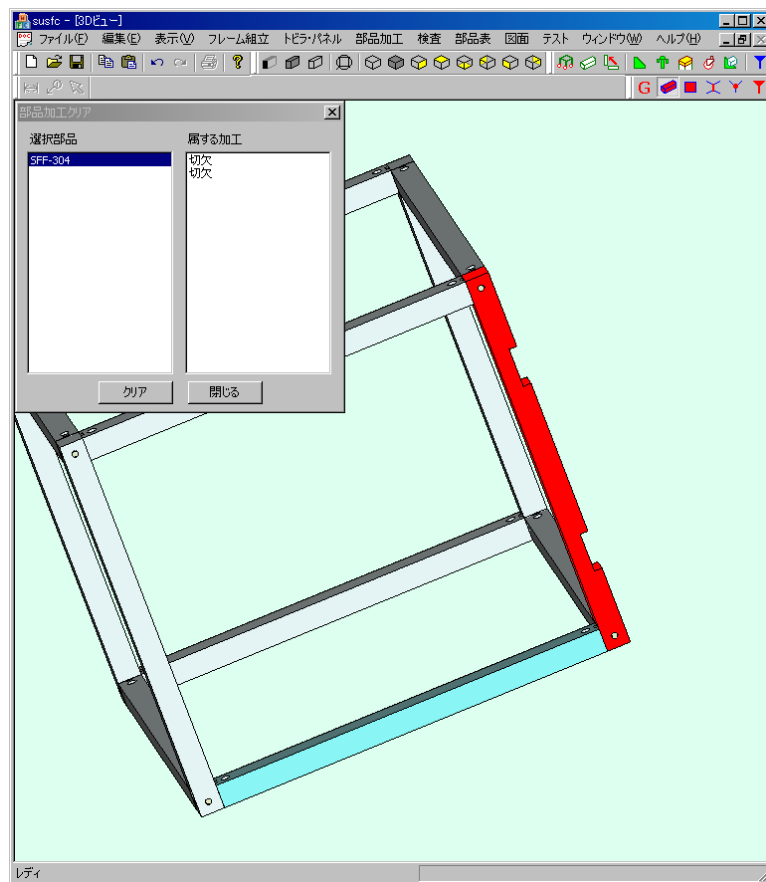 susfc - [3Dビュー]
ファイル(F) 編集(E) 表示(V) フレーム組立 トビラ・パネル 部品加工 検査 部品表 図面 テスト ウィンドウ(W) ヘルプ(H)
G
部品加工クリア
選択部品 属する加工
SFF-304 切欠
切欠
クリア 閉じる
レディ